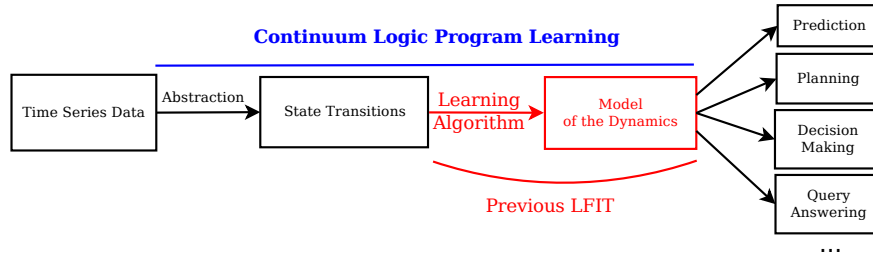 Continuum Logic Program Learning
Time Series Data
Abstraction
State Transitions
Learning
Algorithm
Model
of the Dynamics
Previous LFIT
Prediction
Planning
Decision
Making
Query
Answering
...